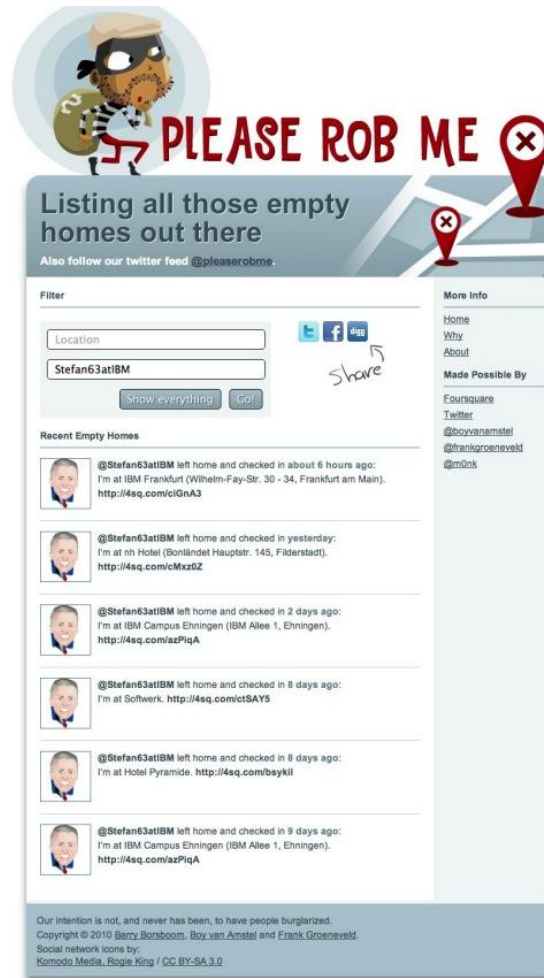 PLEASE ROB ME
Listing all those empty
homes out there
Also follow our twitter feed @pleaserobme.
Filter
Location
Stefan63atIBM
Show everything Go!
digg
Share
Recent Empty Homes
@Stefan63atIBM left home and checked in about 6 hours ago:
I'm at IBM Frankfurt (Wilhelm-Fay-Str. 30 - 34, Frankfurt am Main).
http://4sq.com/ciGnA3
@Stefan63atIBM left home and checked in yesterday:
I'm at nh Hotel (Bonländet Hauptstr. 145, Filderstadt).
http://4sq.com/cMxz0Z
@Stefan63atIBM left home and checked in 2 days ago:
I'm at IBM Campus Ehningen (IBM Allee 1, Ehningen).
http://4sq.com/azPiqA
@Stefan63atIBM left home and checked in 8 days ago:
I'm at Softwerk. http://4sq.com/ctSAY5
@Stefan63atIBM left home and checked in 8 days ago:
I'm at Hotel Pyramide. http://4sq.com/bsykil
@Stefan63atIBM left home and checked in 9 days ago:
I'm at IBM Campus Ehningen (IBM Allee 1, Ehningen).
http://4sq.com/azPiqA
More Info
Home
Why
About
Made Possible By
Foursquare
Twitter
@boyvanamstel
@frankgroeneveld
@m0nk
Our intention is not, and never has been, to have people burglarized.
Copyright © 2010 Barry Borsboom, Boy van Amstel and Frank Groeneveld.
Social network icons by:
Komodo Media, Rogie King / CC BY-SA 3.0